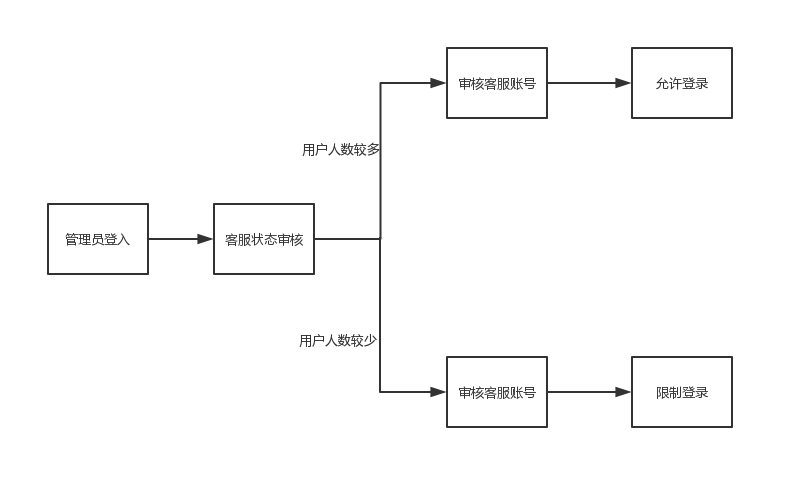 审核客服账号
允许登录
用户人数较多
管理员登入
客服状态审核
用户人数较少
审核客服账号
限制登录